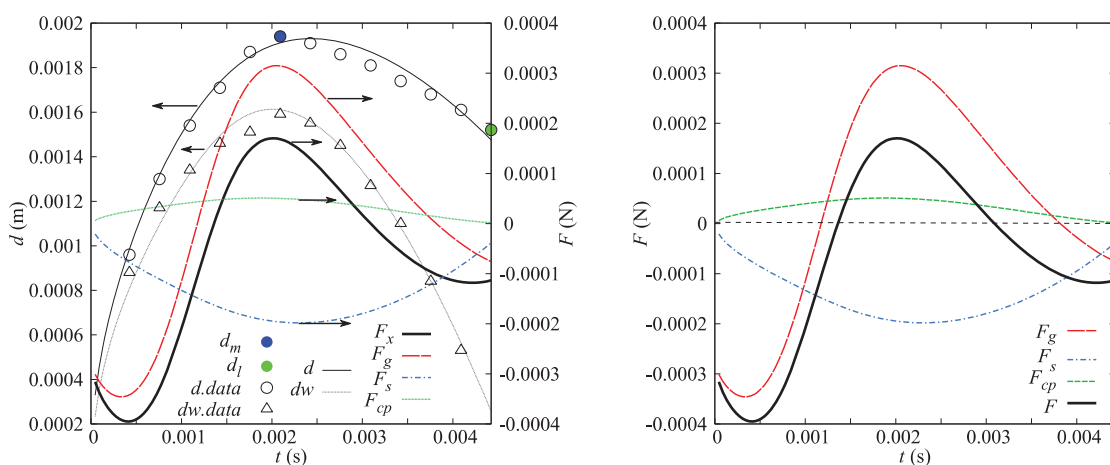 0.002
0.0018
0.0016
0.0014
0.0012
0.001
0.0008
0.0006
0.0004
0.0002
d (m)
0 0.001 0.002 0.003 0.004
t (s)
0.0004
0.0003
0.0002
0.0001
0
-0.0001
-0.0002
-0.0003
-0.0004
F (N)
d_m
d_l
d.data
dw.data
d
dw
F_x
F_g
F_s
F_cp
0.0004
0.0003
0.0002
0.0001
0
-0.0001
-0.0002
-0.0003
-0.0004
F (N)
0.001 0.002 0.003 0.004
t (s)
F_g
F_s
F_cp
F